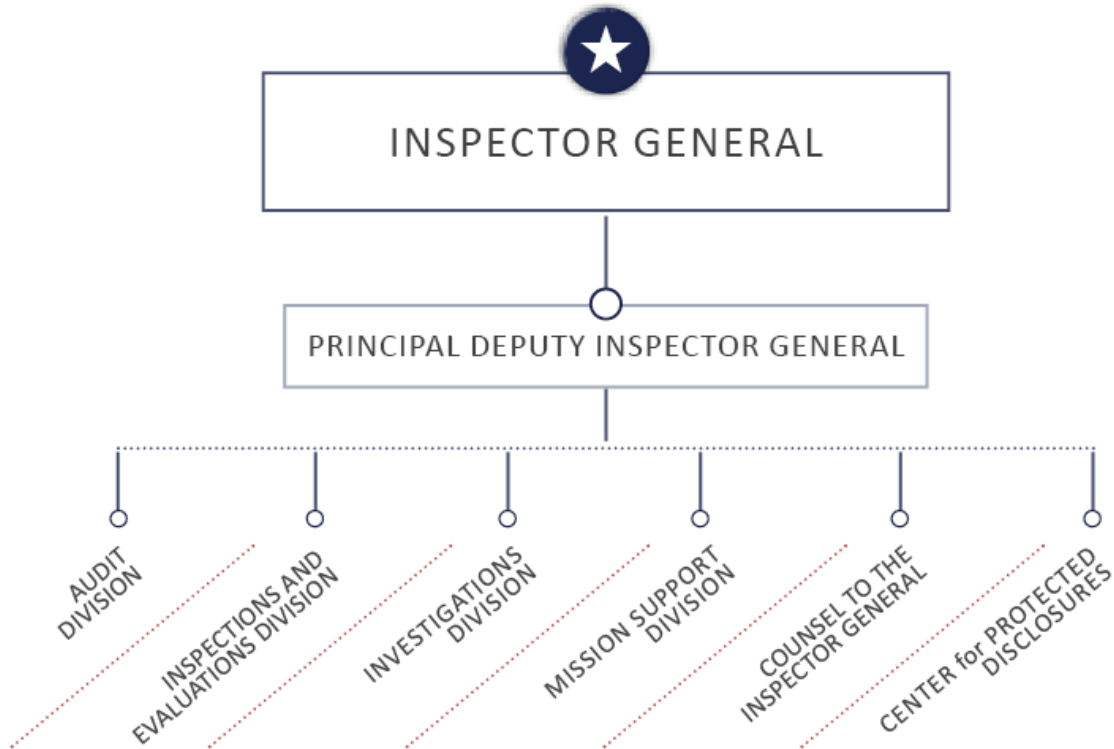 INSPECTOR GENERAL
PRINCIPAL DEPUTY INSPECTOR GENERAL
AUDIT
DIVISION
INSPECTIONS AND
EVALUATIONS DIVISION
INVESTIGATIONS
DIVISION
MISSION SUPPORT
DIVISION
COUNSEL TO THE
INSPECTOR GENERAL
CENTER for PROTECTED
DISCLOSURES